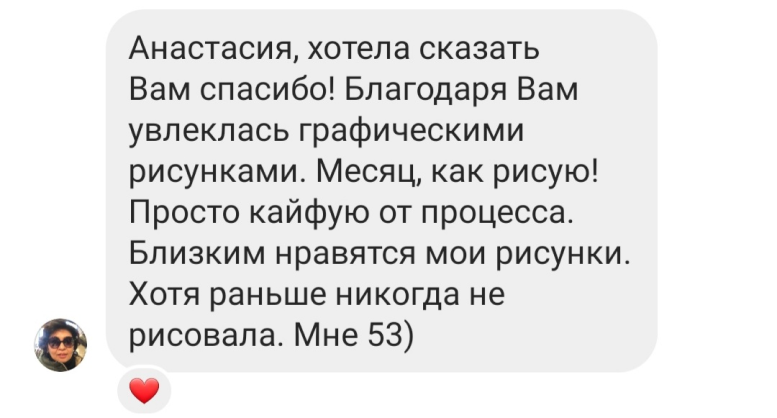 Анастасия, хотела сказать
Вам спасибо! Благодаря Вам
увлеклась графическими
рисунками. Месяц, как рисую!
Просто кайфую от процесса.
Близким нравятся мои рисунки.
Хотя раньше никогда не
рисовала. Мне 53)